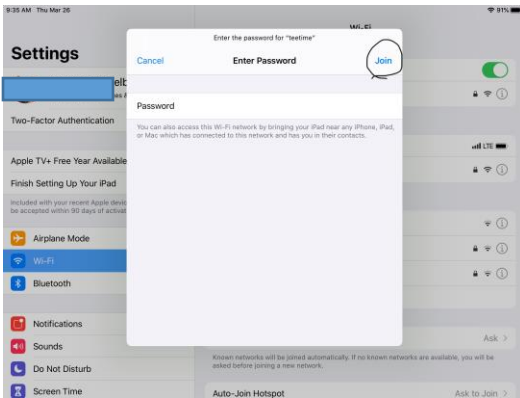 9:35 AM Thu Mar 26
91%
Wi-Fi
Enter the password for "teetime"
Cancel
Enter Password
Join
Settings
Password
You can also access this Wi-Fi network by bringing your iPad near any iPhone, iPad,
or Mac which has connected to this network and has you in their contacts.
Two-Factor Authentication
LTE
Apple TV+ Free Year Available
Finish Setting Up Your iPad
Included with your recent Apple
be accepted within 90 days of
Airplane Mode
Wi-Fi
Bluetooth
Notifications
Sounds
Do Not Disturb
Screen Time
Ask
Known networks will be joined automatically. If no known networks are available, you will be
asked before joining a new network.
Auto-Join Hotspot
Ask to Join